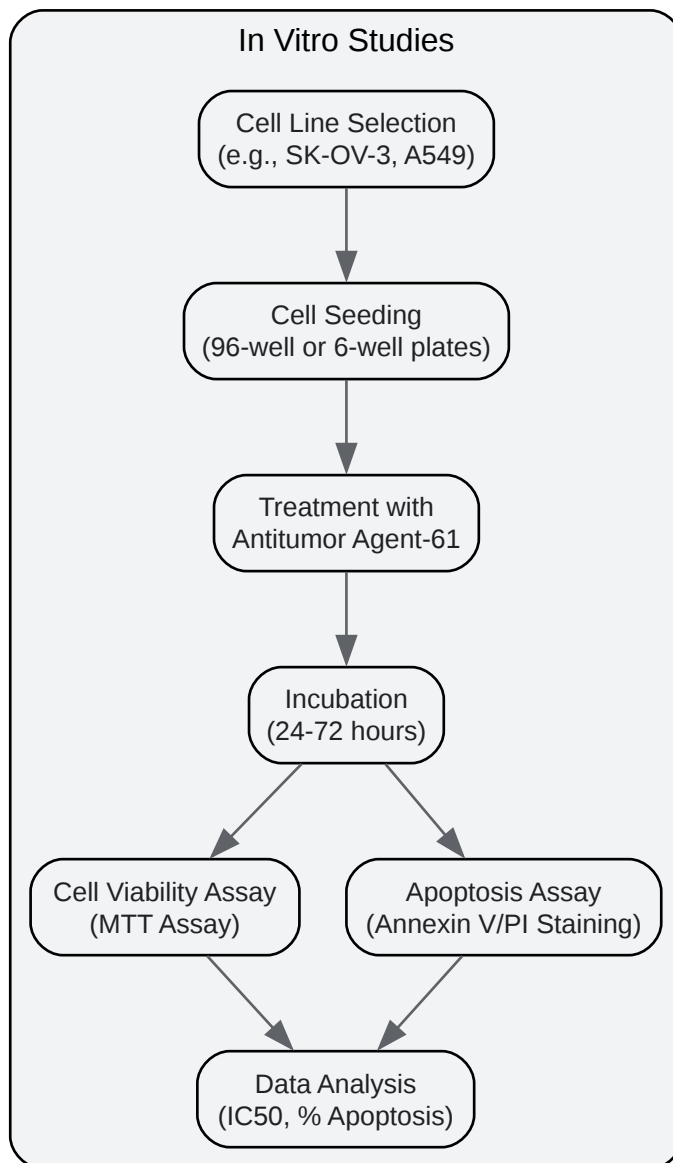 In Vitro Studies
Cell Line Selection
(e.g., SK-OV-3, A549)
Cell Seeding
(96-well or 6-well plates)
Treatment with
Antitumor Agent-61
Incubation
(24-72 hours)
Cell Viability Assay
(MTT Assay)
Apoptosis Assay
(Annexin V/PI Staining)
Data Analysis
(IC50, % Apoptosis)